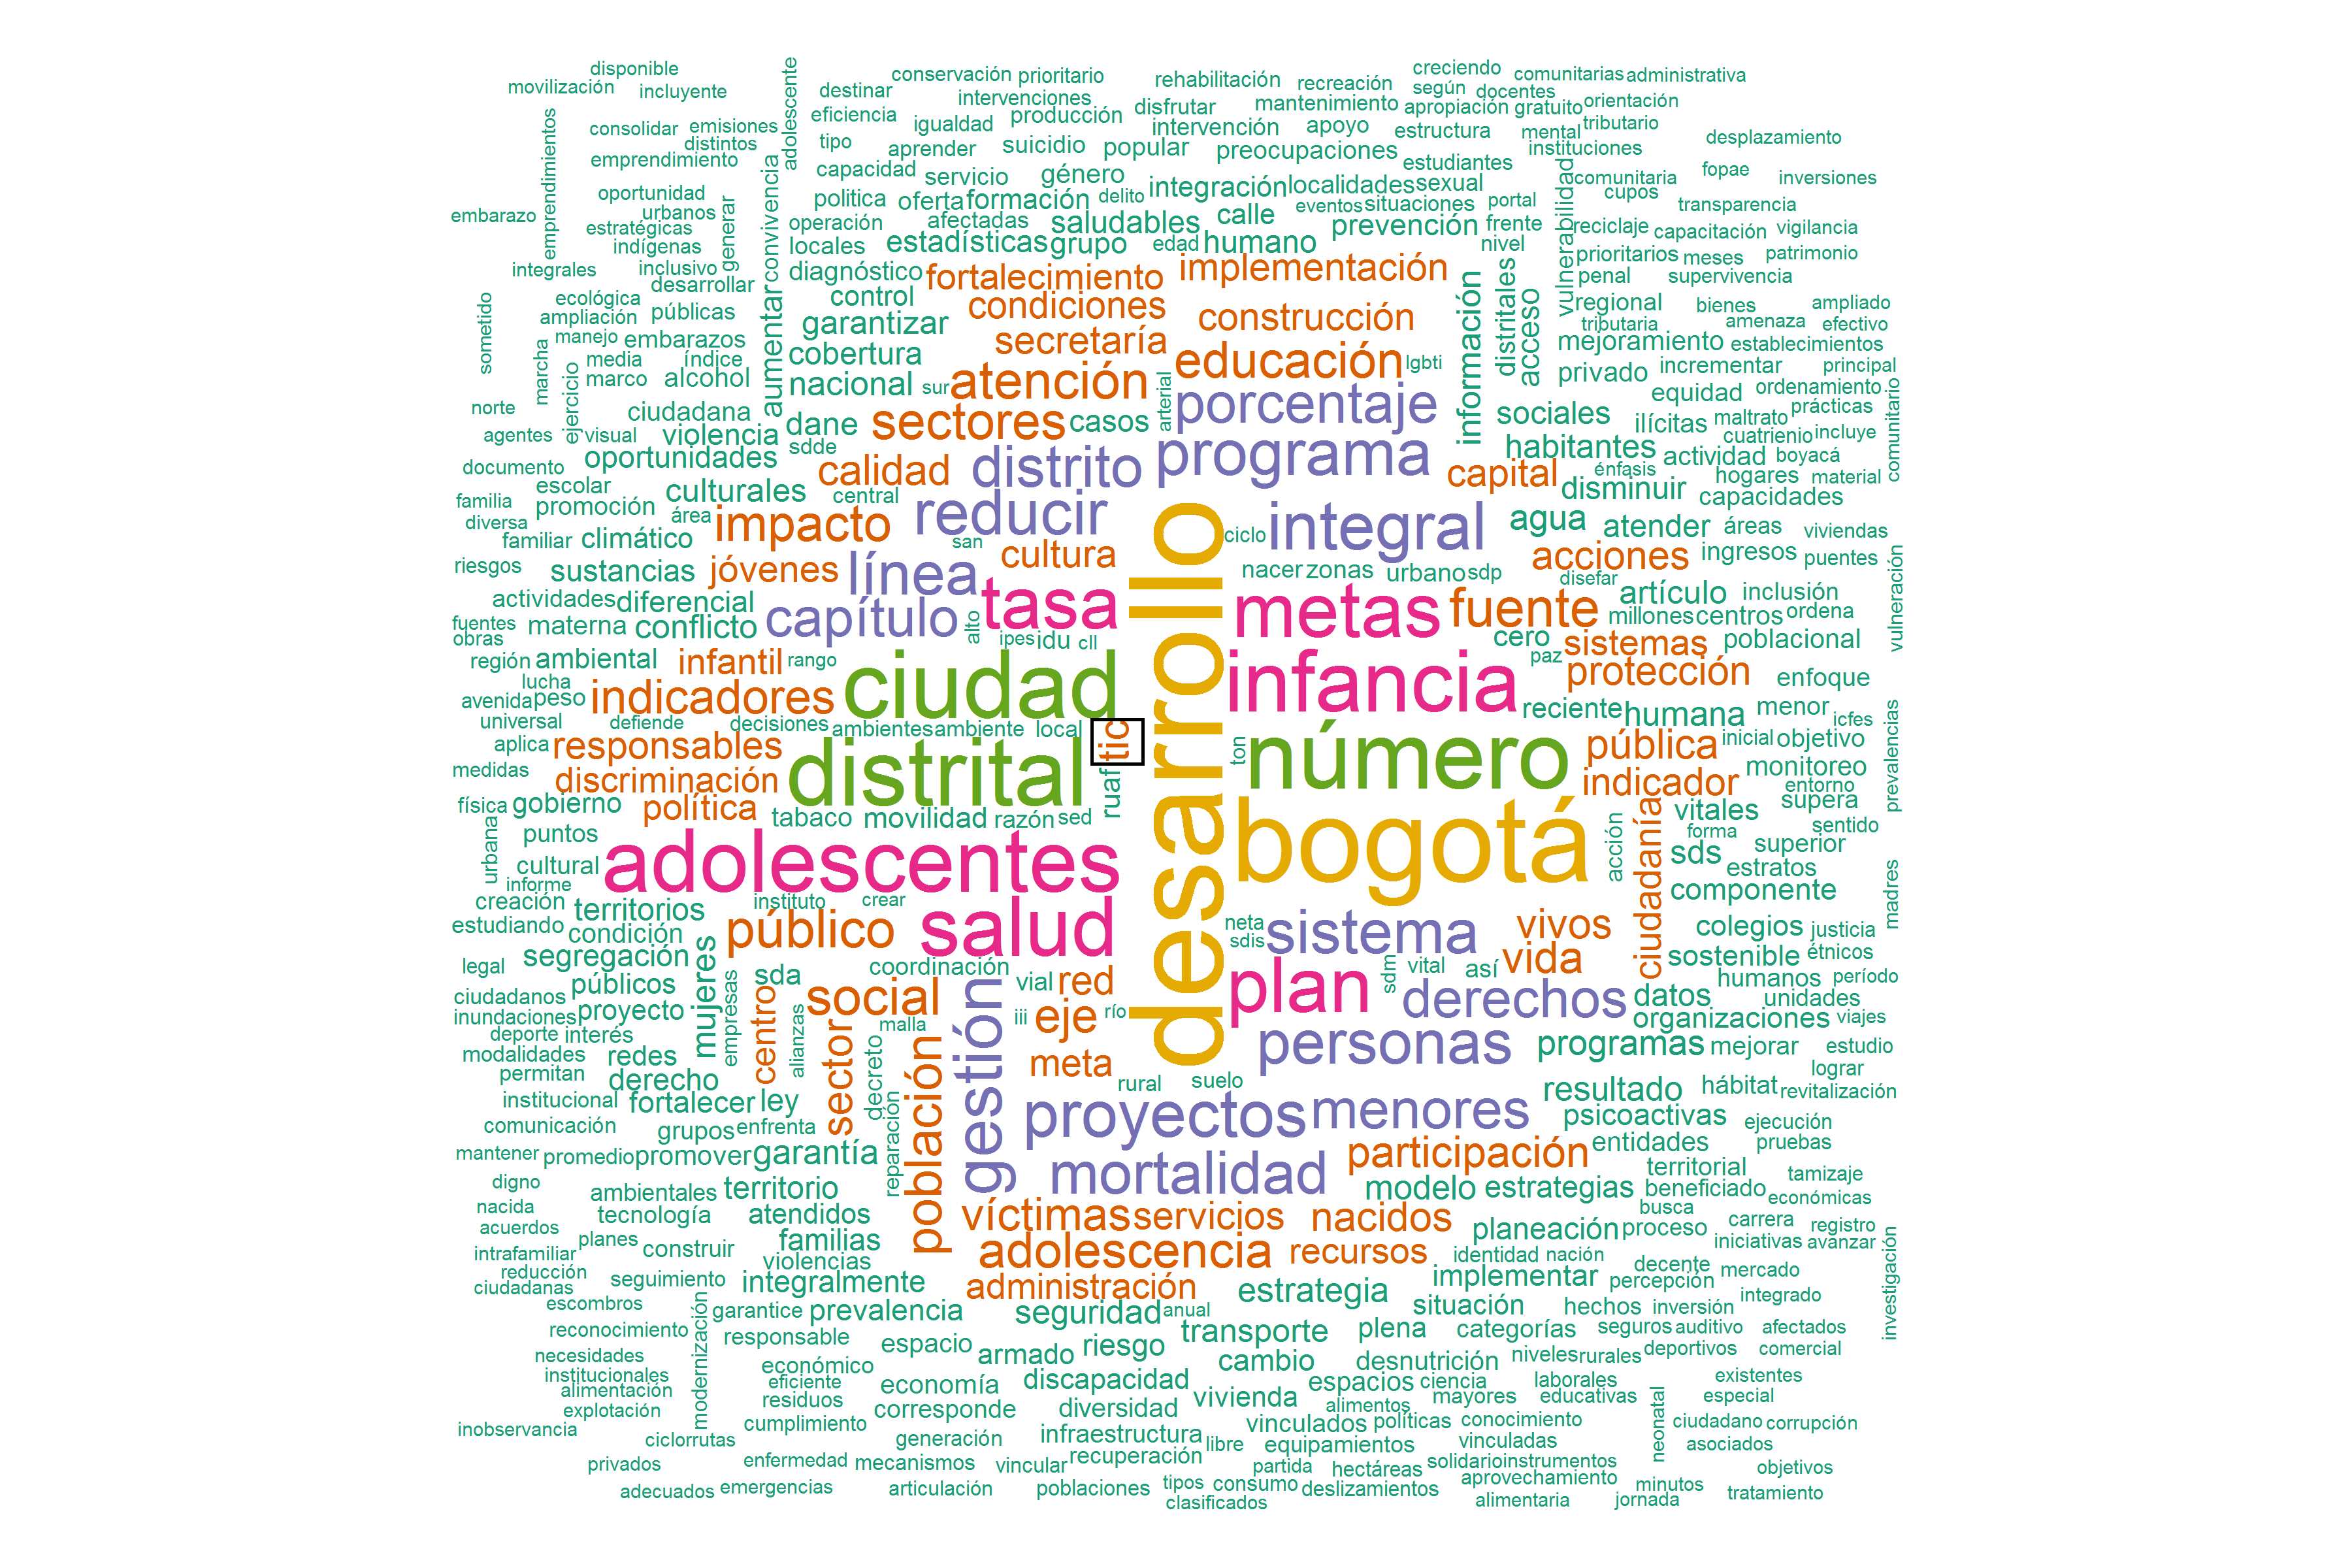 disponible
movilización
incluyente
adolescente
conservación prioritario
destinar
intervenciones
rehabilitación
recreación
creciendo
según
docentes
comunitarias administrativa
eficiencia
igualdad
producción
disfrutar
mantenimiento
apropiación gratuito
orientación
emprendimientos
consolidar
emisiones
distintos
tipo
aprender
suicidio
popular
intervención
apoyo
estructura
mental
tributario
instituciones
desplazamiento
emprendimiento
convivencia
capacidad
servicio
género
preocupaciones
estudiantes
vulnerabilidad
comunitaria
fopae
inversiones
oportunidad
politica
oferta formación
delito
integración localidades sexual
cupos
transparencia
embarazo
urbanos
estratégicas
generar
operación
afectadas
saludables
calle
eventos situaciones
portal
prevención
frente
reciclaje
capacitación
vigilancia
indígenas
locales
estadísticas grupo
edad
humano
nivel
prioritarios
meses
patrimonio
integrales
inclusivo
desarrollar
diagnóstico
fortalecimiento
implementación
penal
supervivencia
sometido
ecológica
ampliación
públicas
aumentar
control
condiciones
información
distritales
acceso
regional
bienes
ampliado
manejo
embarazos
garantizar
secretaría
construcción
tributaria
amenaza
efectivo
marcha
media
índice
cobertura
educación
lgbti
mejoramiento
establecimientos
ejercicio
marco
alcohol
nacional
sur
atención
arterial
porcentaje
privado
incrementar
principal
norte
ciudadana
dane
sectores
casos
sociales
equidad
ordenamiento
prácticas
comunitario
agentes
visual
violencia
sdde
programa
habitantes
ilícitas
maltrato
cuatrienio incluye
documento
oportunidades
calidad
distrito
capital
énfasis
actividad
boyacá
escolar
culturales
central
reducir
disminuir
hogares
material
familia
promoción
área
impacto
integral
agua
capacidades
diversa
familiar
climático
san
cultura
ciclo
atender
áreas
viviendas
riesgos
sustancias
jóvenes
línea
nacer zonas
urbano sdp
acciones
ingresos
puentes
actividades diferencial
tasa
desarrollo
metas
fuente
disefar
artículo
inclusión
vulneración
fuentes
materna
conflicto
capítulo
alto
millones centros
ordena
obras
ipes idu
cll
cero
sistemas
poblacional
región
ambiental
infantil
rango
ciudad
infancia
paz
protección
enfoque
lucha
avenida peso
indicadores
reciente humana
menor
icfes
universal
defiende
decisiones
ambientes ambiente
local
tic
número
pública
inicial objetivo
prevalencias
aplica
responsables
distrital
ton
monitoreo
medidas
discriminación
ruaf
indicador
entorno
física
gobierno
política
tabaco
movilidad
razón
sed
bogotá
ciudadanía
vitales
supera
urbana
puntos
adolescentes
acción
forma
sentido
cultural
sds
superior
informe
estratos
creación
instituto
crear
componente
madres
estudiando
territorios
condición
público
salud
neta
sdis
sistema
vivos
colegios
justicia
segregación
mujeres
legal
sda
coordinación
vial
red
plan
sdm
vital
así
vida
sostenible
étnicos
públicos
empresas
centro
social
gestión
humanos
período
ciudadanos
proyecto
alianzas
iii
eje
río
derechos
datos
unidades
inundaciones
malla
organizaciones
viajes
deporte interés
sector
decreto
población
personas
programas
mejorar
estudio
modalidades
redes
meta
permitan
derecho
rural
suelo
resultado
hábitat
lograr
revitalización
institucional
fortalecer ley
reparación
proyectos menores
psicoactivas
ejecución
comunicación
grupos enfrenta
entidades
pruebas
mantener
promedio promover garantía
mortalidad
participación
territorial
tamizaje
digno
ambientales
territorio
modelo
estrategias
beneficiado
económicas
nacida
tecnología
atendidos
víctimas servicios
nacidos
busca
acuerdos
planes
familias
planeación
proceso
carrera
registro
intrafamiliar
construir
violencias
adolescencia
recursos
identidad nación
iniciativas avanzar
reducción
ciudadanas
seguimiento
integralmente
administración
estrategia
implementar
decente
percepción
mercado
investigación
escombros
modernización
garantice
prevalencia
seguridad anual
situación
hechos
inversión
integrado
reconocimiento
responsable
espacio
armado
riesgo
transporte
plena
categorías
seguros auditivo
afectados
necesidades
económico
cambio
desnutrición
niveles rurales
deportivos
comercial
institucionales
eficiente
economía
discapacidad
espacios ciencia
laborales
existentes
alimentación
residuos
vivienda
alimentos
mayores
educativas
especial
explotación
corresponde
diversidad
neonatal
inobservancia
cumplimiento
vinculados políticas
conocimiento
ciudadano corrupción
ciclorrutas
generación
infraestructura
libre
equipamientos
vinculadas
asociados
privados
enfermedad
mecanismos
vincular
recuperación
partida
hectáreas
solidario instrumentos
objetivos
adecuados
emergencias
articulación
poblaciones
tipos
consumo
deslizamientos
aprovechamiento
minutos
tratamiento
clasificados
alimentaria
jornada